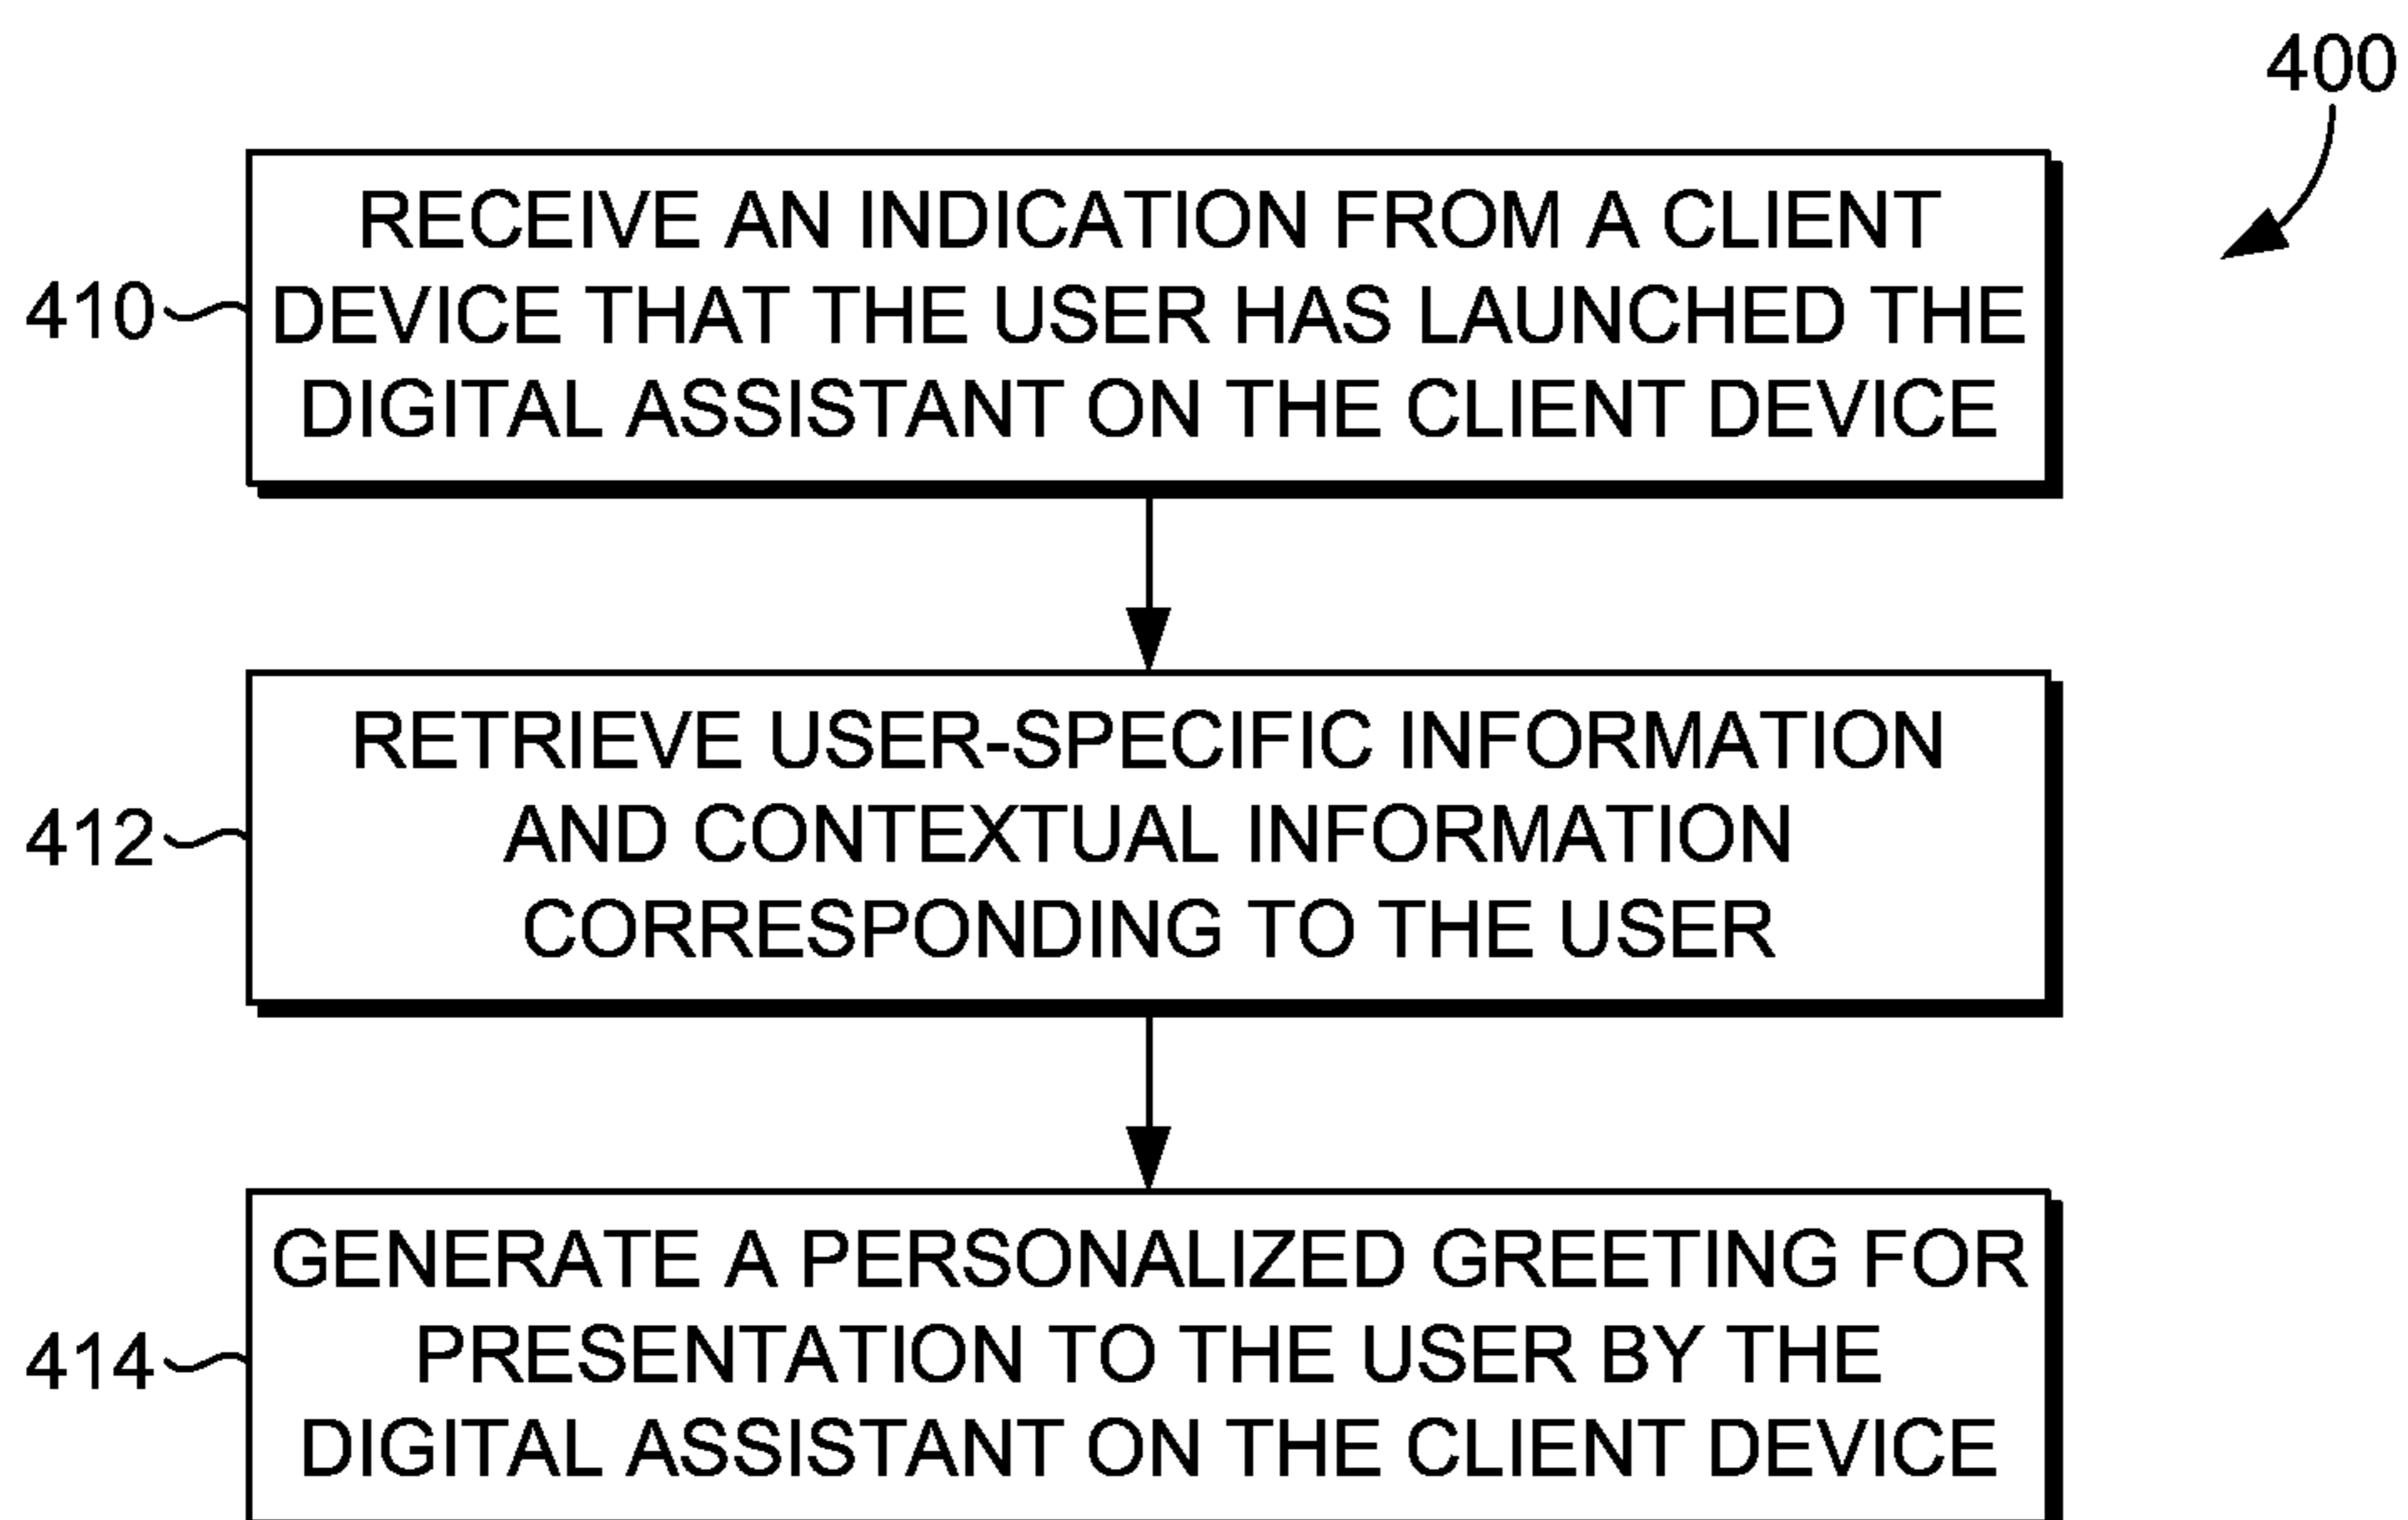 400
RECEIVE AN INDICATION FROM A CLIENT
410 DEVICE THAT THE USER HAS LAUNCHED THE
DIGITAL ASSISTANT ON THE CLIENT DEVICE
RETRIEVE USER-SPECIFIC INFORMATION
412 AND CONTEXTUAL INFORMATION
CORRESPONDING TO THE USER
GENERATE A PERSONALIZED GREETING FOR
414 PRESENTATION TO THE USER BY THE
DIGITAL ASSISTANT ON THE CLIENT DEVICE